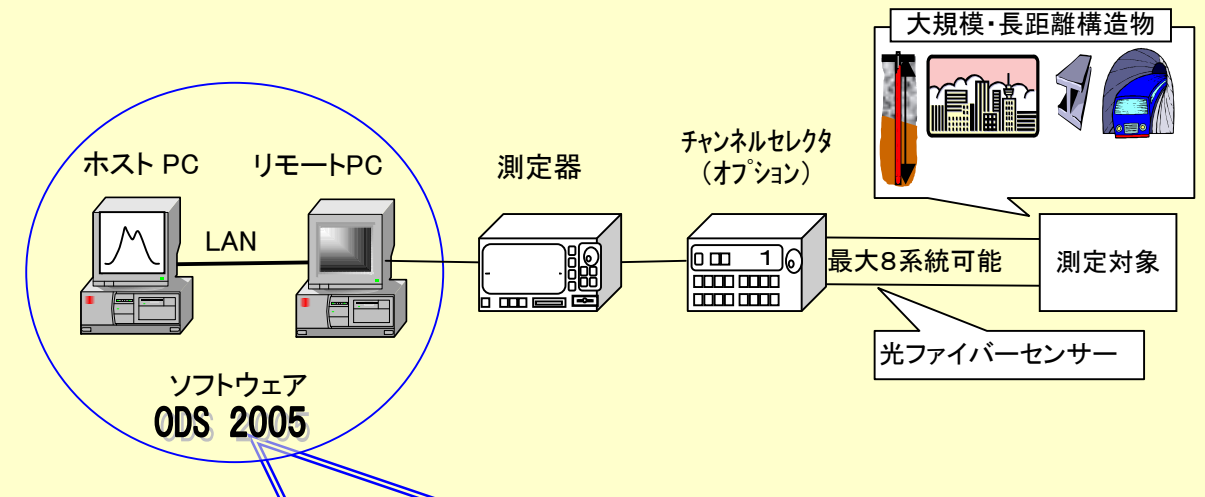 大規模・長距離構造物
ホスト PC
リモートPC
測定器
チャンネルセレクタ
（オプション）
LAN
1
最大8系統可能
測定対象
光ファイバーセンサー
ソフトウェア
ODS 2005